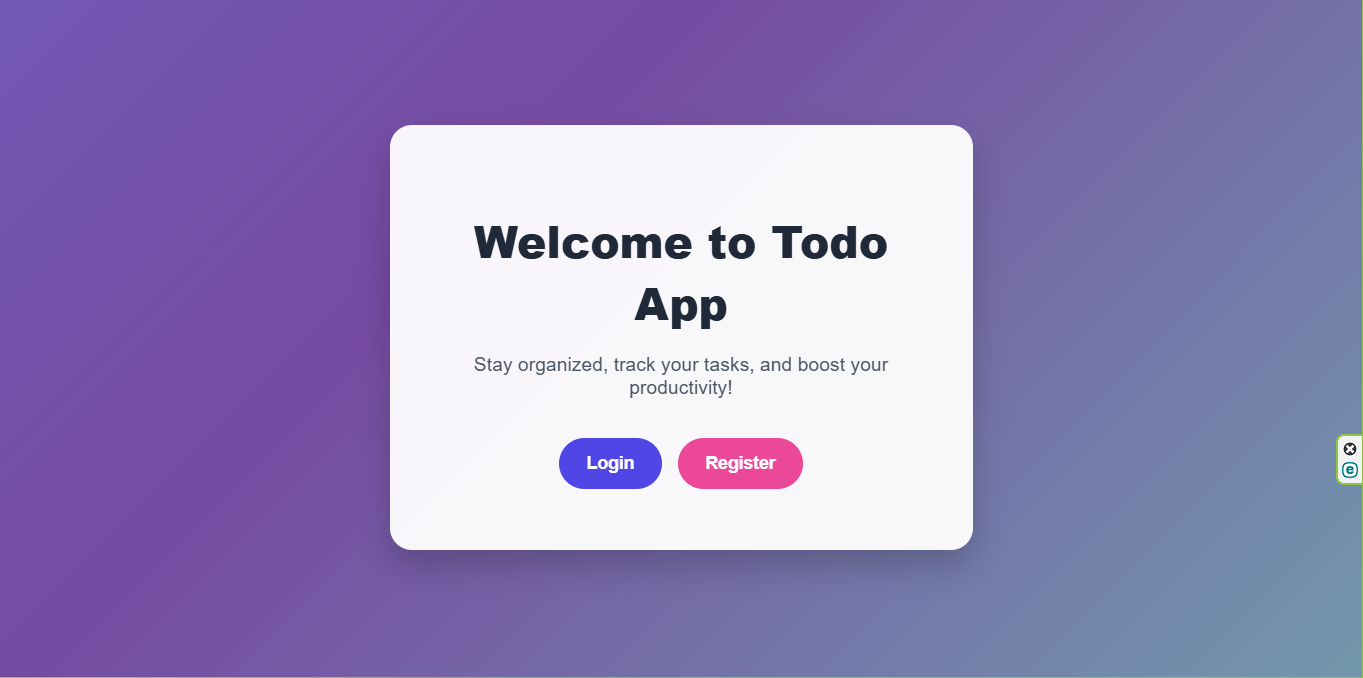 Welcome to Todo
App
Stay organized, track your tasks, and boost your
productivity!
Login
Register
e